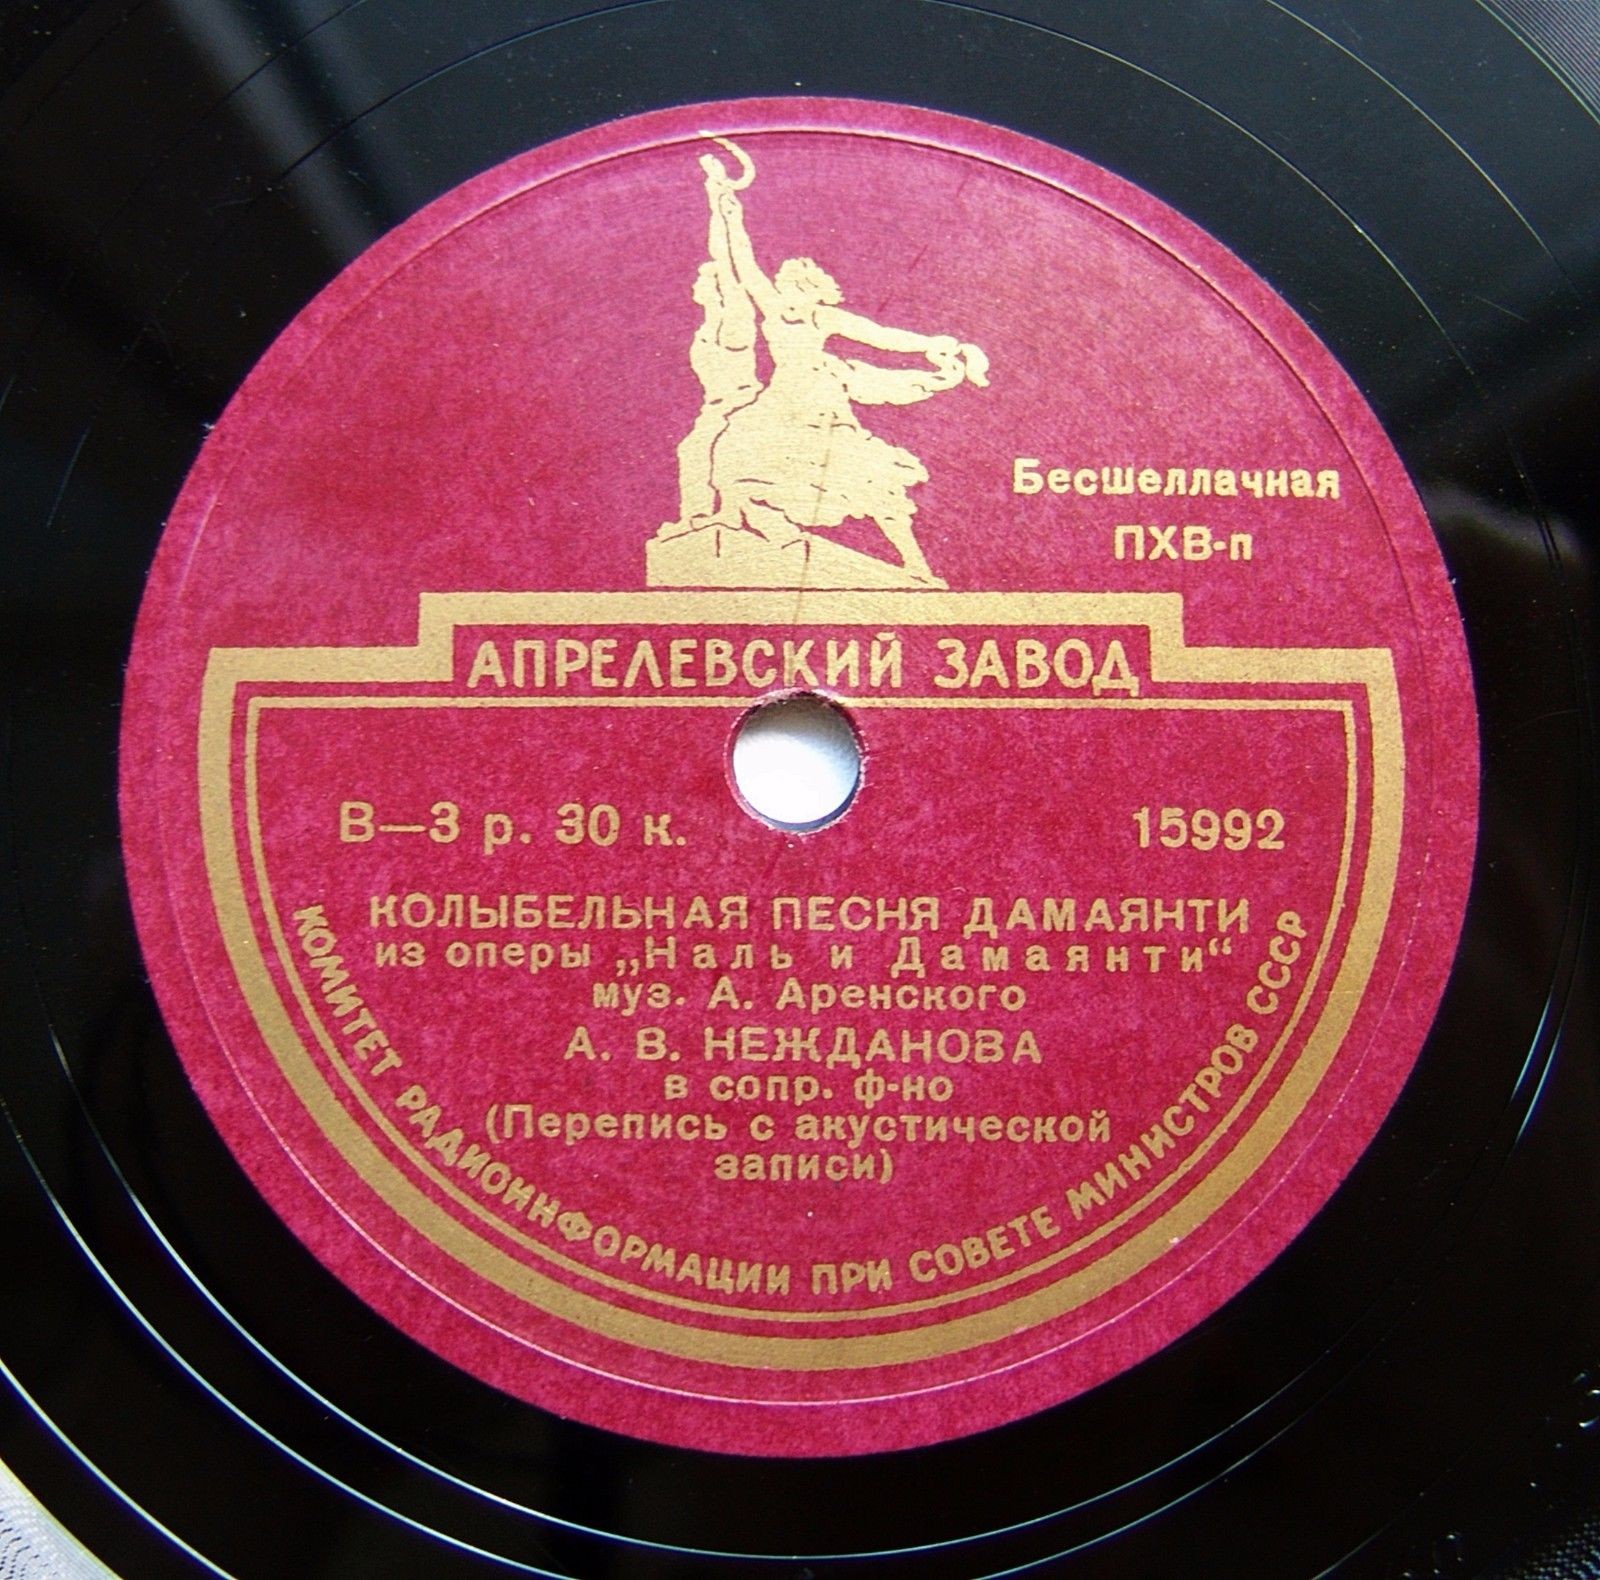 Бесшеллачная
ПХВ-п
АПРЕЛЕВСКИЙ ЗАВОД
В—3 р. 30 к.
15992
КОЛЫБЕЛЬНАЯ ПЕСНЯ ДАМАЯНТИ
из оперы „Наль и Дамаянти“
муз. А. Аренского
А. В. НЕЖДАНОВА
в сопр. ф-но
(Перепись с акустической
записи)
КОМИТЕТ РАДИОИНФОРМАЦИИ ПРИ СОВЕТЕ МИНИСТРОВ СССР